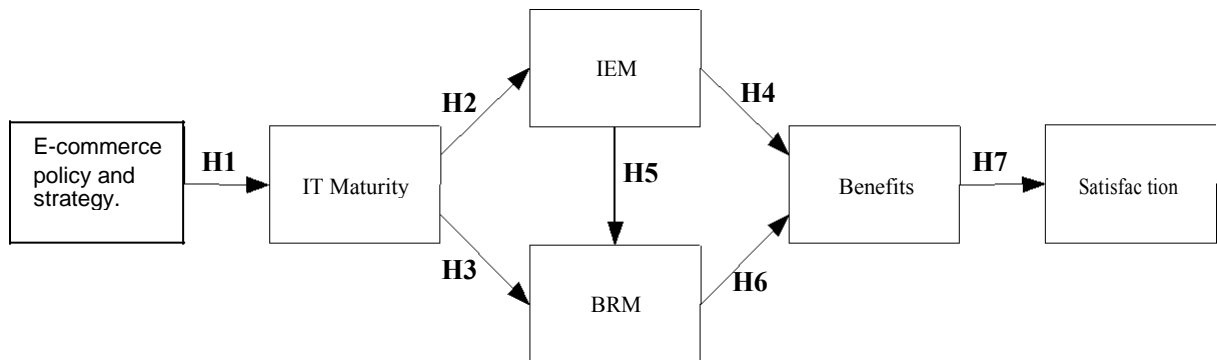 IEM
H2
H4
E-commerce
policy and
strategy.
H1
IT Maturity
H5
Benefits
H7
Satisfac tion
H3
H6
BRM